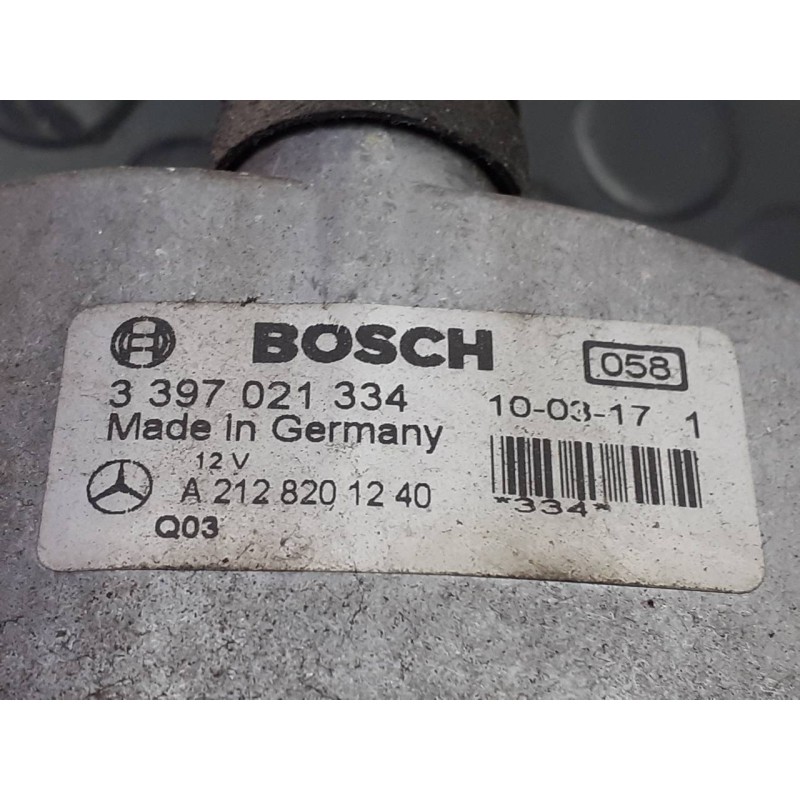 BOSCH 058
3 397 021 334 10-03-17 1
Made in Germany
12 V
A 212 820 12 40 *334*
Q03